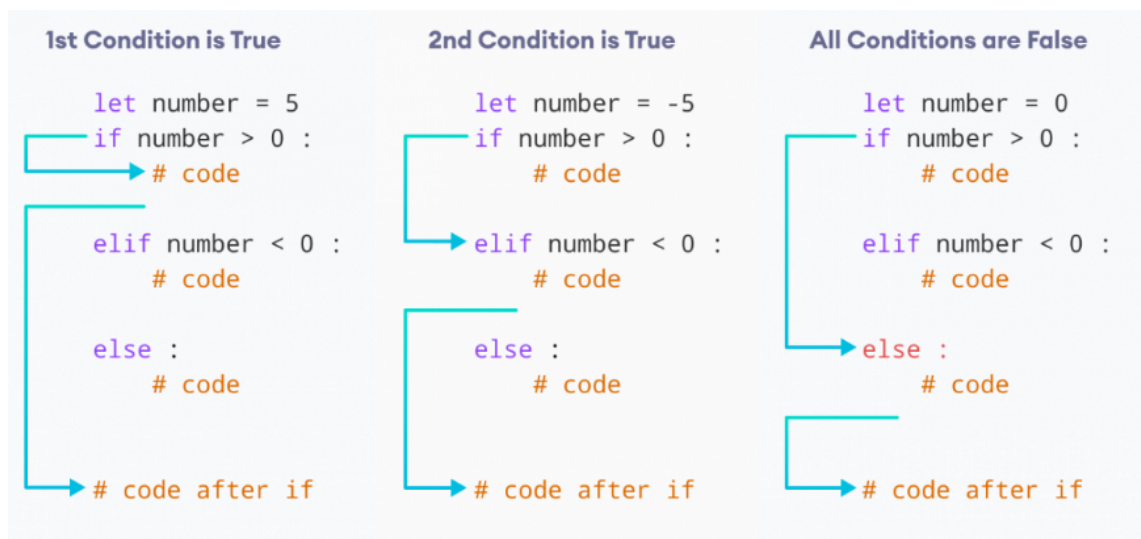 1st Condition is True
let number = 5
if number > 0 :
# code
elif number < 0 :
# code
else :
# code
# code after if
2nd Condition is True
let number = -5
if number > 0 :
# code
elif number < 0 :
# code
else :
# code
# code after if
All Conditions are False
let number = 0
if number > 0 :
# code
elif number < 0 :
# code
else :
# code
# code after if